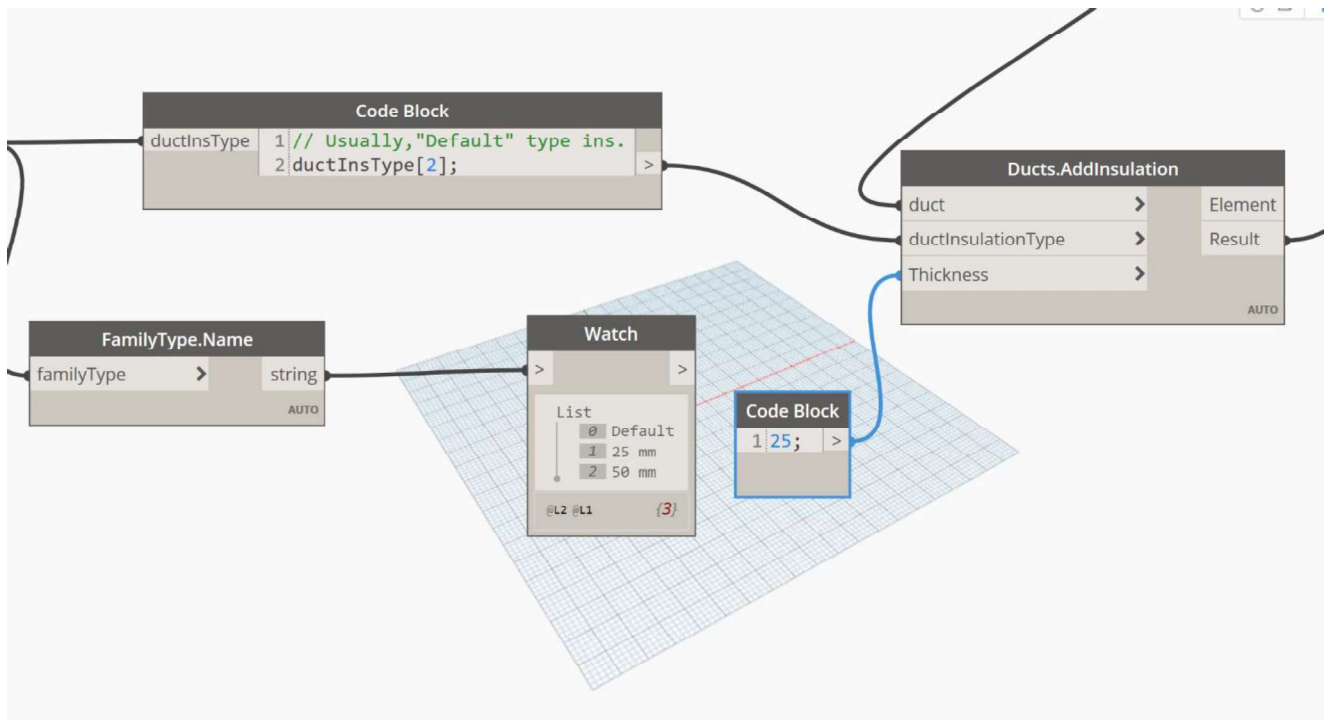 Code Block
ductInsType
1 // Usually,"Default" type ins.
2 ductInsType[2];
>
Ducts.AddInsulation
duct > Element
ductInsulationType > Result
Thickness >
AUTO
FamilyType.Name
familyType > string
AUTO
Watch
> >
List
0 Default
1 25 mm
2 50 mm
@L2 @L1 {3}
Code Block
1 25; >